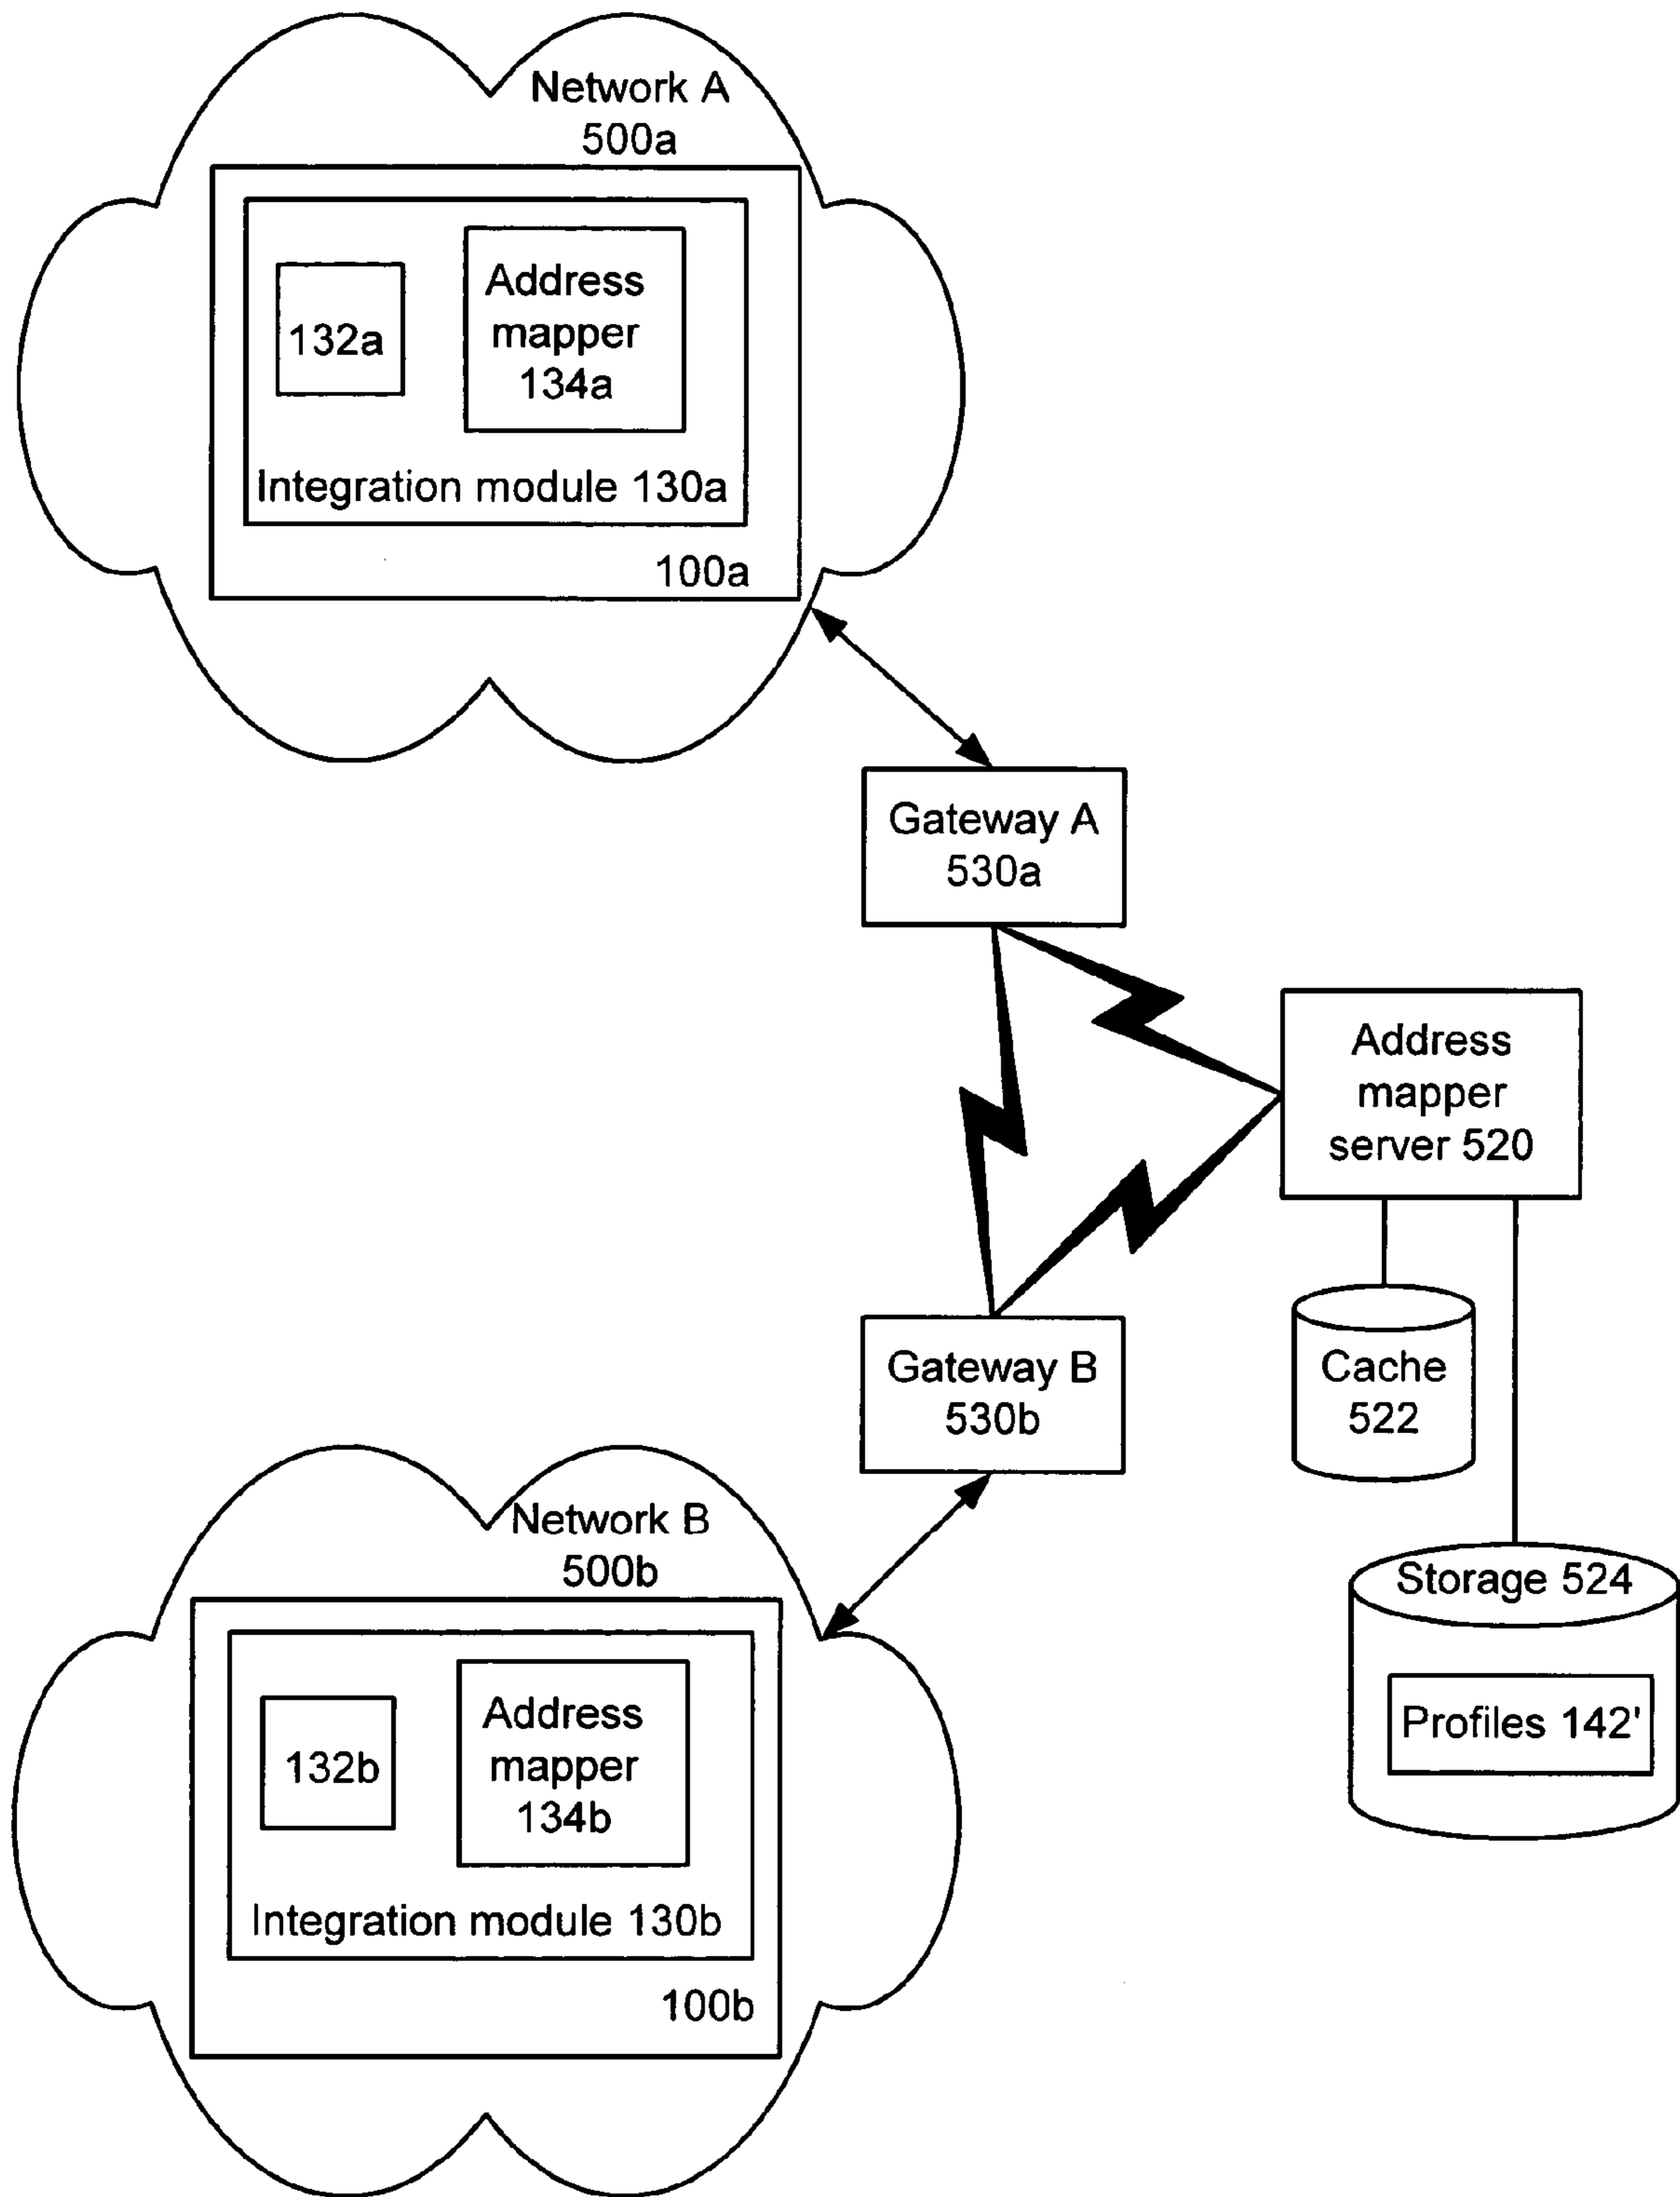 Network A
500a
132a
Address
mapper
134a
Integration module 130a
100a
Gateway A
530a
Address
mapper
server 520
Gateway B
530b
Cache
522
Network B
500b
Storage 524
Profiles 142'
132b
Address
mapper
134b
Integration module 130b
100b